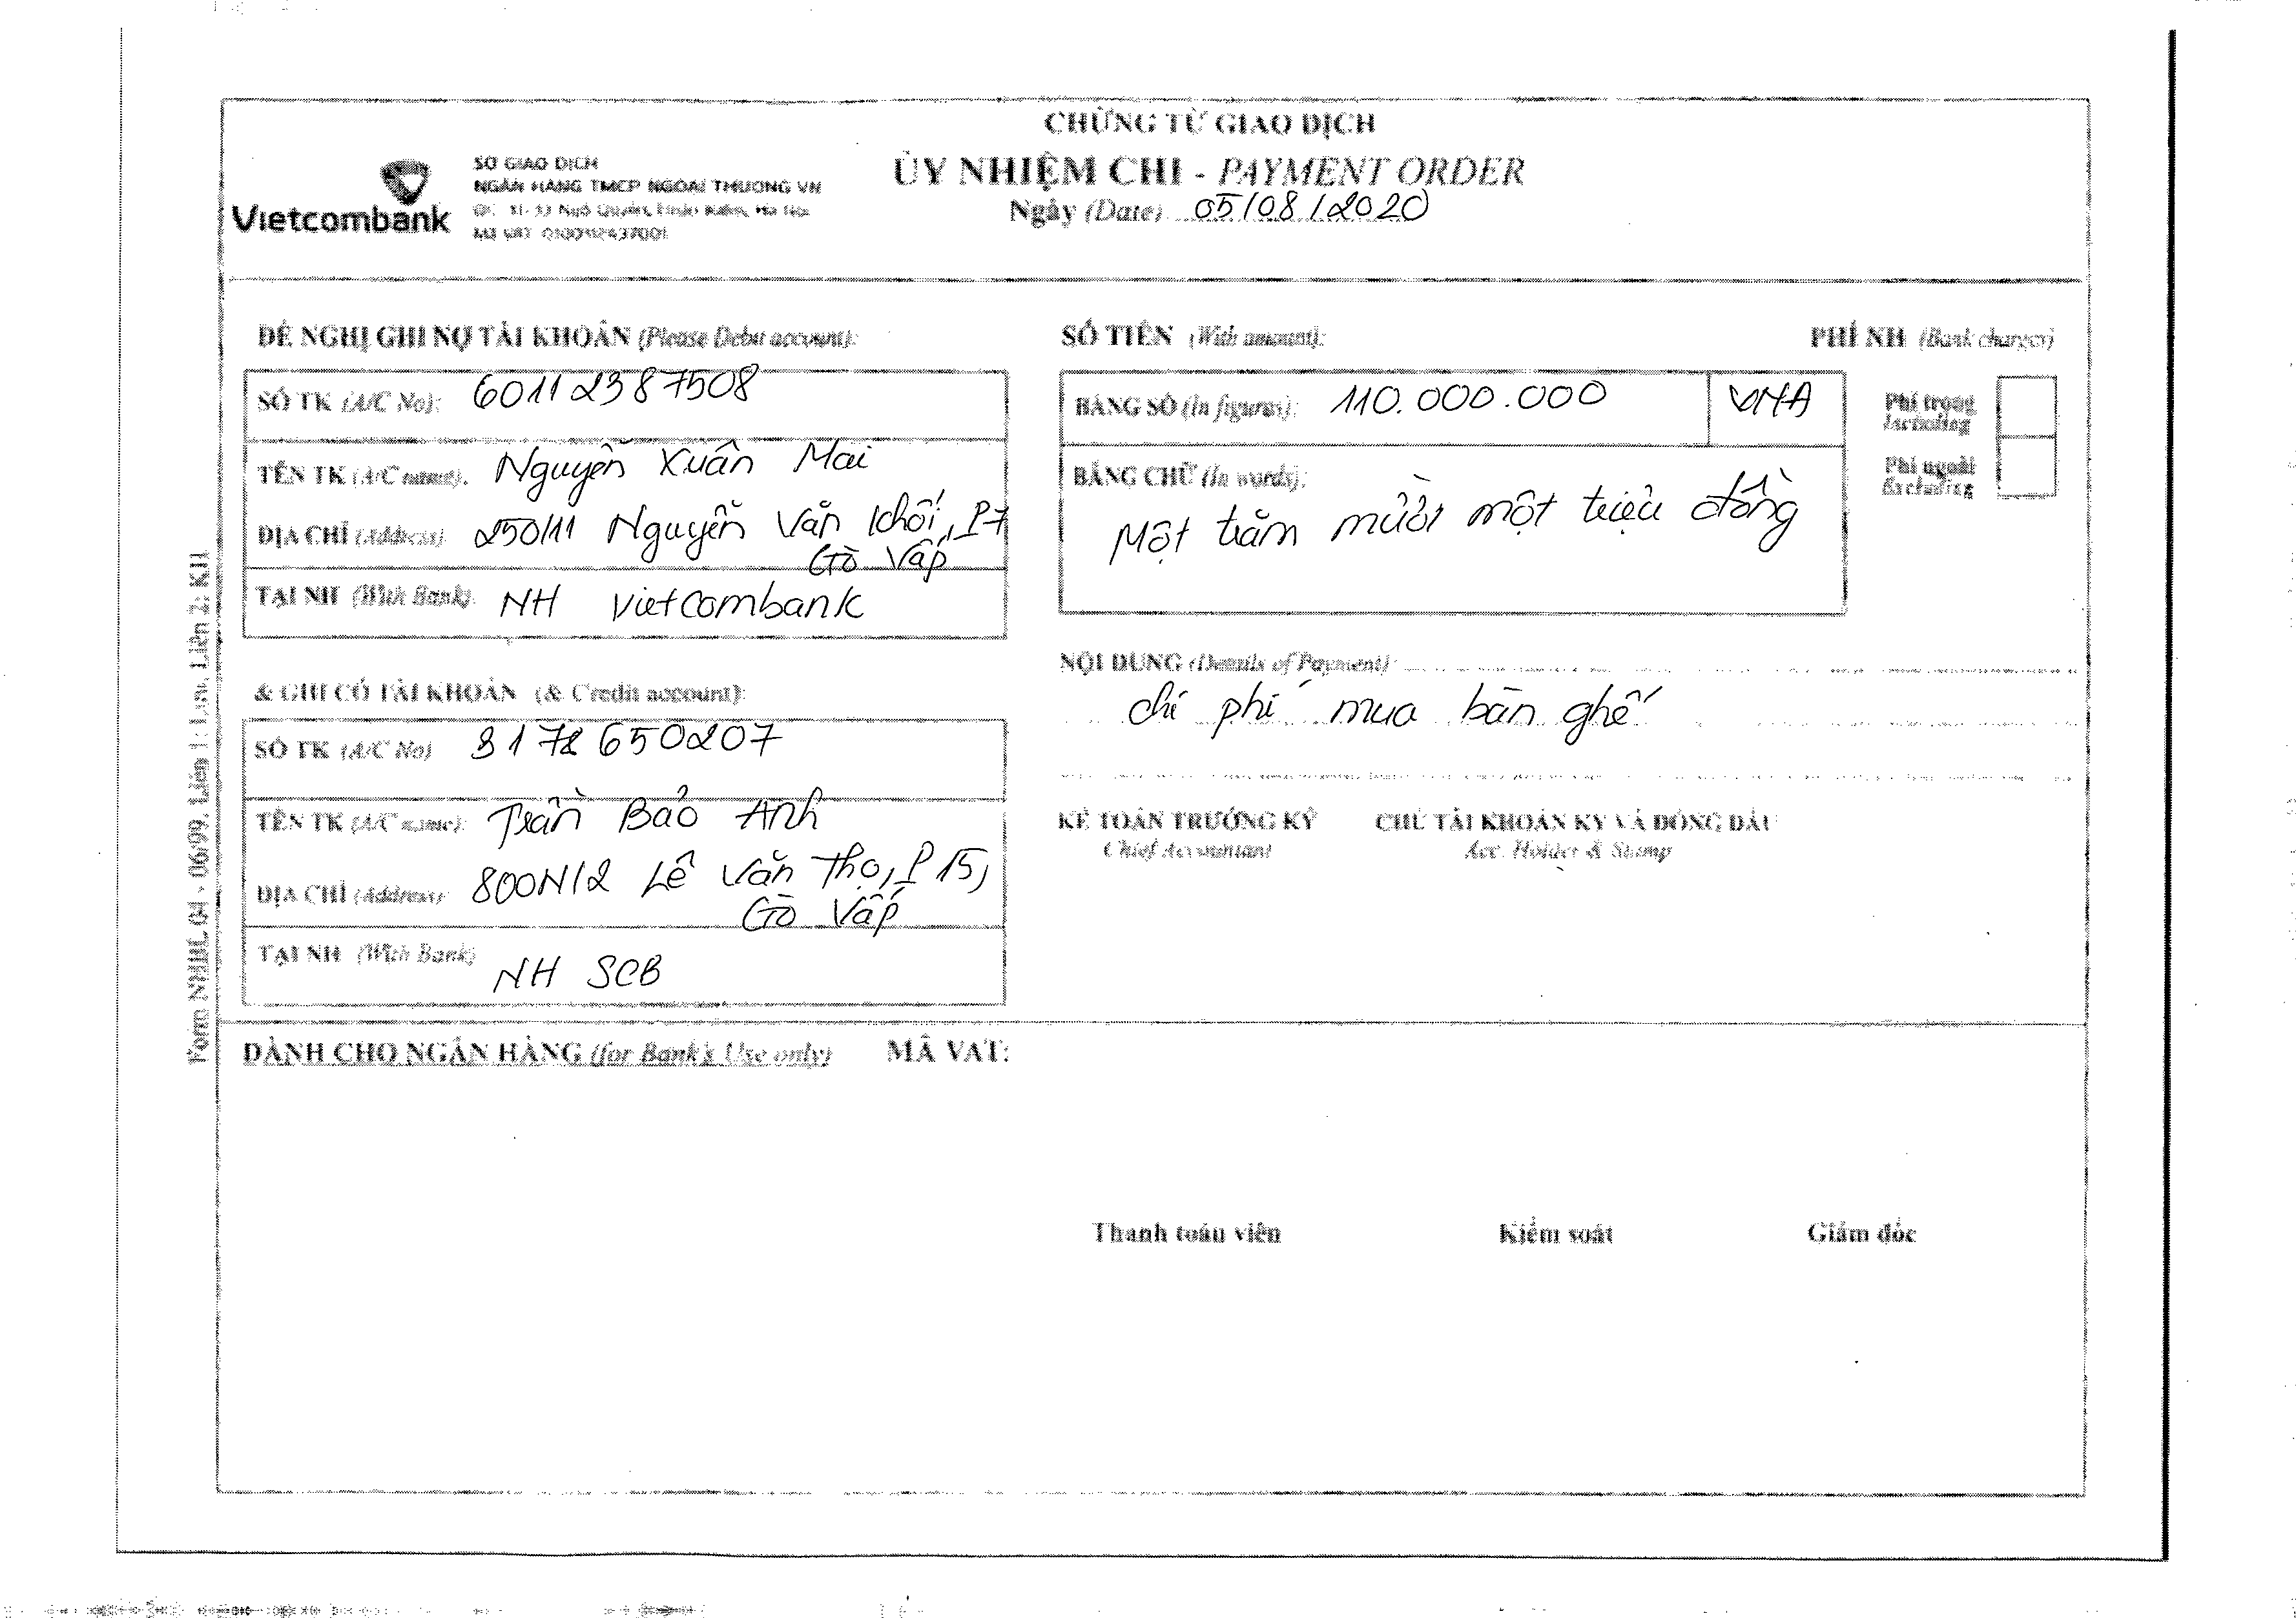 CHỨNG TỪ GIAO DỊCH
ỦY NHIỆM CHI - PAYMENT ORDER
Ngày (Date) 05/08/2020
Vietcombank
SỞ GIAO DỊCH
NGÂN HÀNG TMCP NGOẠI THƯƠNG VN
ĐC: 31-33 Ngô Quyền, Hoàn Kiếm, Hà Nội
ĐỀ NGHỊ GHI NỢ TÀI KHOẢN (Please Debit account):
SỐ TK (A/C No): 60112387508
TÊN TK (A/C name). Nguyễn Xuân Mai
ĐỊA CHỈ (Address) 250/11 Nguyễn Văn Khối, P7
Gò Vấp
TẠI NH (With Bank). NH Vietcombank
& GHI CÓ TÀI KHOẢN (& Credit account):
SỐ TK (A/C No) 3178650207
TÊN TK (A/C name): Trần Bảo Anh
ĐỊA CHỈ (Address) 800N/2 Lê Văn Thọ, P15,
Gò Vấp
TẠI NH (With Bank) NH SCB
SỐ TIỀN (With amount):
BẰNG SỐ (In figures): 110.000.000 VNA
BẰNG CHỮ (In words):
Một trăm mười một triệu đồng
PHÍ NH (Bank charges)
Phí trong
Including
Phí ngoài
Excluding
NỘI DUNG (Details of Payment)
chi phí mua bàn ghế
KẾ TOÁN TRƯỞNG KÝ CHỦ TÀI KHOẢN KÝ VÀ ĐÓNG DẤU
Chief Accountant Acc. Holder & Stamp
DÀNH CHO NGÂN HÀNG (for Bank's Use only) MÃ VAT:
Thanh toán viên Kiểm soát Giám đốc
Form NHBL 04 - 06/99. Liên 1: Lưu, Liên 2: KH